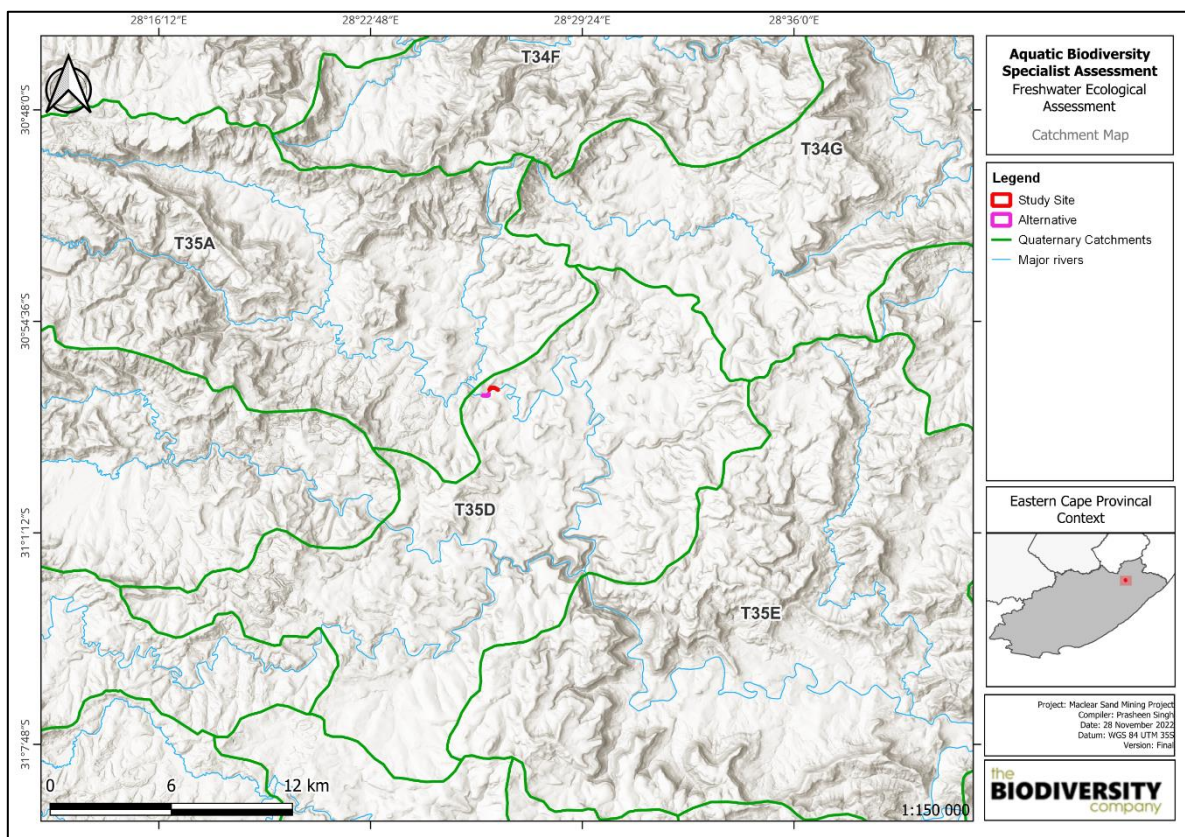 28°16'12"E
28°22'48"E
28°29'24"E
28°36'0"E
30°48'0"S
30°54'36"S
31°1'12"S
31°7'48"S
T34F
T34G
T35A
T35D
T35E
0
6
12 km
1:150 000
Aquatic Biodiversity
Specialist Assessment
Freshwater Ecological
Assessment
Catchment Map
Legend
Study Site
Alternative
Quaternary Catchments
Major rivers
Eastern Cape Provincal
Context
Project: Maclear Sand Mining Project
Compiler: Prasheen Singh
Date: 28 November 2022
Datum: WGS 84 UTM 35S
Version: Final
the
BIODIVERSITY
company